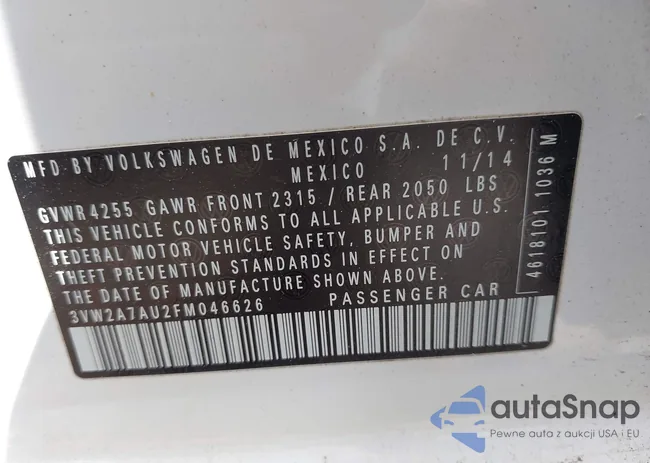 MFD BY VOLKSWAGEN DE MEXICO S.A. DE C.V.
MEXICO 11/14
GVWR 4255 GAWR FRONT 2315 / REAR 2050 LBS
THIS VEHICLE CONFORMS TO ALL APPLICABLE U.S.
FEDERAL MOTOR VEHICLE SAFETY, BUMPER AND
THEFT PREVENTION STANDARDS IN EFFECT ON
THE DATE OF MANUFACTURE SHOWN ABOVE.
3VW2A7AU2FM046626 PASSENGER CAR
4618101 1036 M
autoSnap
Pewne auta z aukcji USA i EU